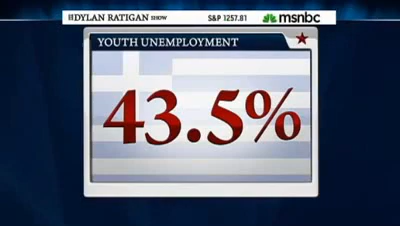 THE DYLAN RATIGAN SHOW S&P 1257.81 msnbc
YOUTH UNEMPLOYMENT
43.5%